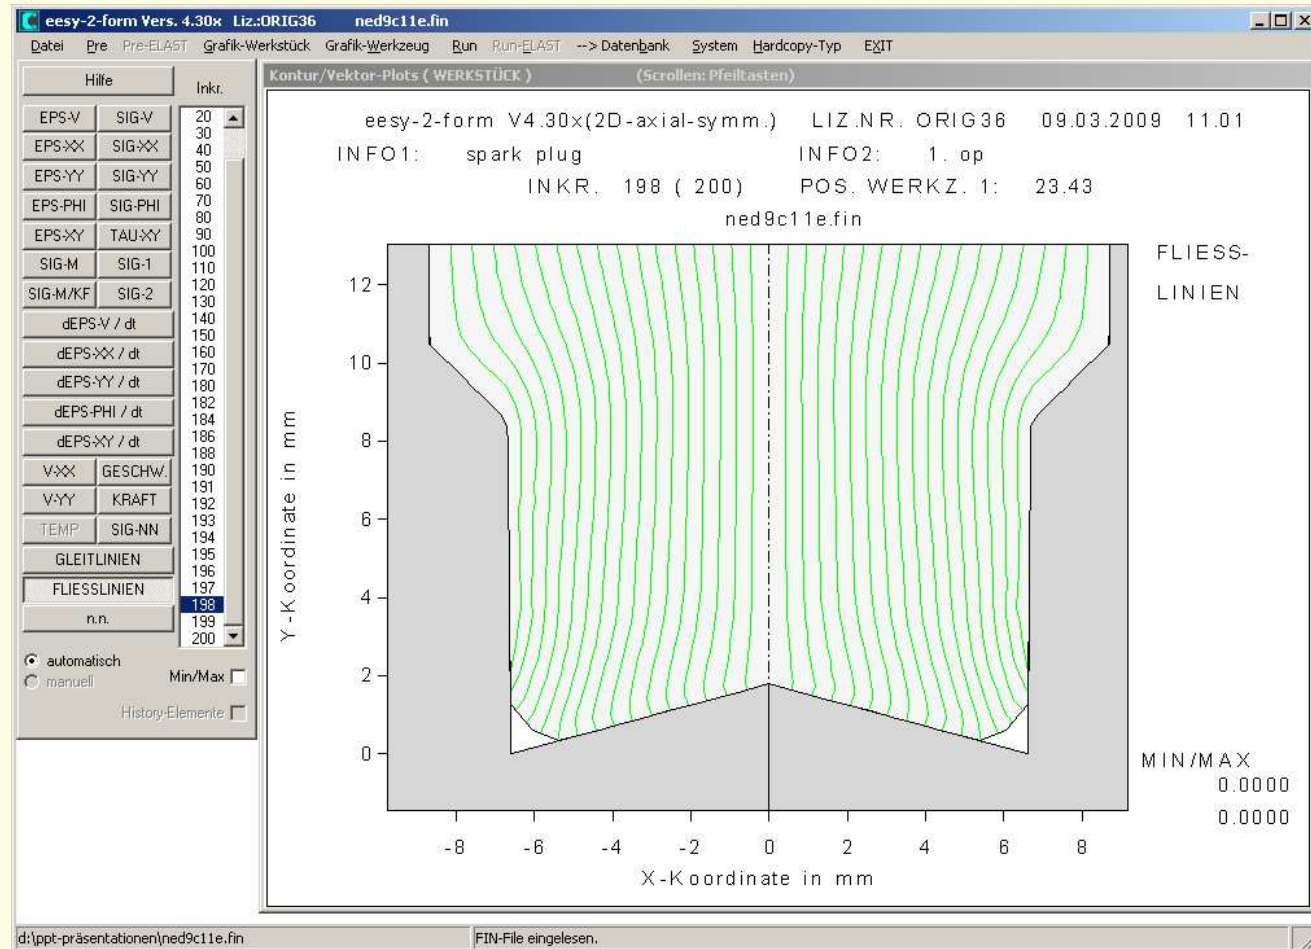 eesy-2-form Vers. 4.30x Liz.:ORIG36 ned9c11e.fin
Datei Pre Pre-ELAST Grafik-Werkstück Grafik-Werkzeug Run Run-ELAST --> Datenbank System Hardcopy-Typ EXIT
Hilfe
Inkr.
EPS-V SIG-V
EPS-XX SIG-XX
EPS-YY SIG-YY
EPS-PHI SIG-PHI
EPS-XY TAU-XY
SIG-M SIG-1
SIG-M/KF SIG-2
dEPS-V / dt
dEPS-XX / dt
dEPS-YY / dt
dEPS-PHI / dt
dEPS-XY / dt
V-XX GESCHW.
V-YY KRAFT
TEMP SIG-NN
GLEITLINIEN
FLIESSLINIEN
n.n.
automatisch
manuell
Min/Max
History-Elemente
20
30
40
50
60
70
80
90
100
110
120
130
140
150
160
170
180
182
184
186
188
190
191
192
193
194
195
196
197
198
199
200
Kontur/Vektor-Plots ( WERKSTÜCK ) (Scrollen: Pfeiltasten)
eesy-2-form V4.30x(2D-axial-symm.) LIZ.NR. ORIG36 09.03.2009 11.01
INFO1: spark plug INFO2: 1. op
INKR. 198 ( 200) POS. WERKZ. 1: 23.43
ned9c11e.fin
FLIESS-
LINIEN
12
10
8
6
4
2
0
Y-Koordinate in mm
MIN/MAX
0.0000
0.0000
-8 -6 -4 -2 0 2 4 6 8
X-Koordinate in mm
d:\ppt-präsentationen\ned9c11e.fin FIN-File eingelesen.